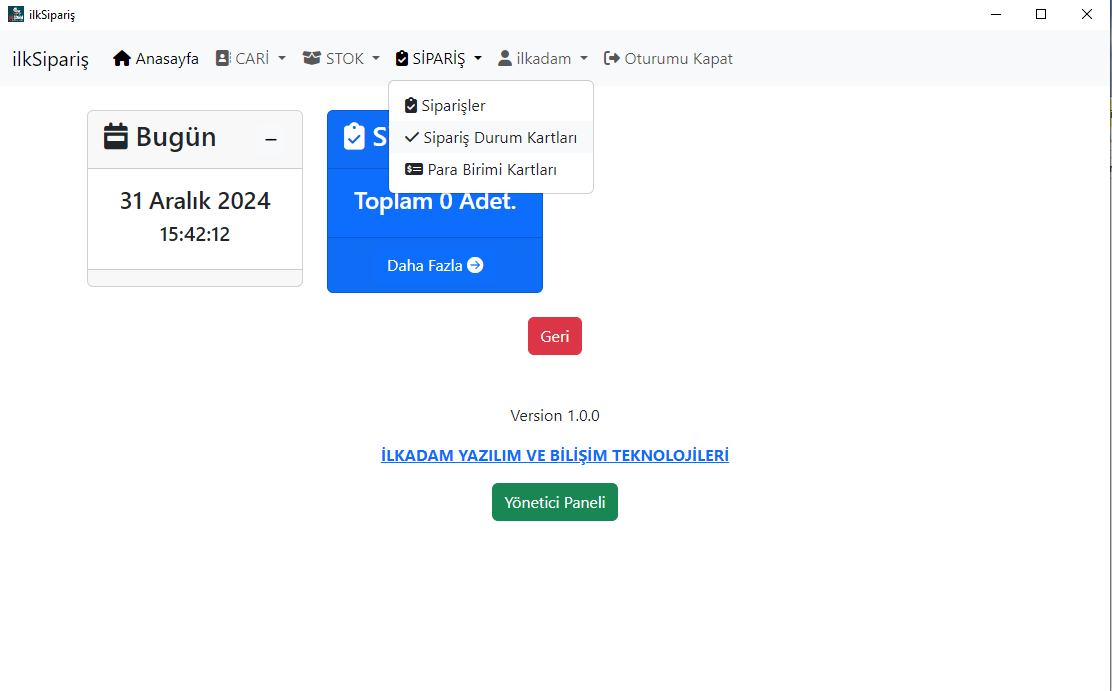 ilkSipariş
ilkSipariş Anasayfa CARİ STOK SİPARİŞ ilkadam Oturumu Kapat
Siparişler
Sipariş Durum Kartları
Para Birimi Kartları
Bugün
31 Aralık 2024
15:42:12
S
Toplam 0 Adet.
Daha Fazla
Geri
Version 1.0.0
İLKADAM YAZILIM VE BİLİŞİM TEKNOLOJİLERİ
Yönetici Paneli